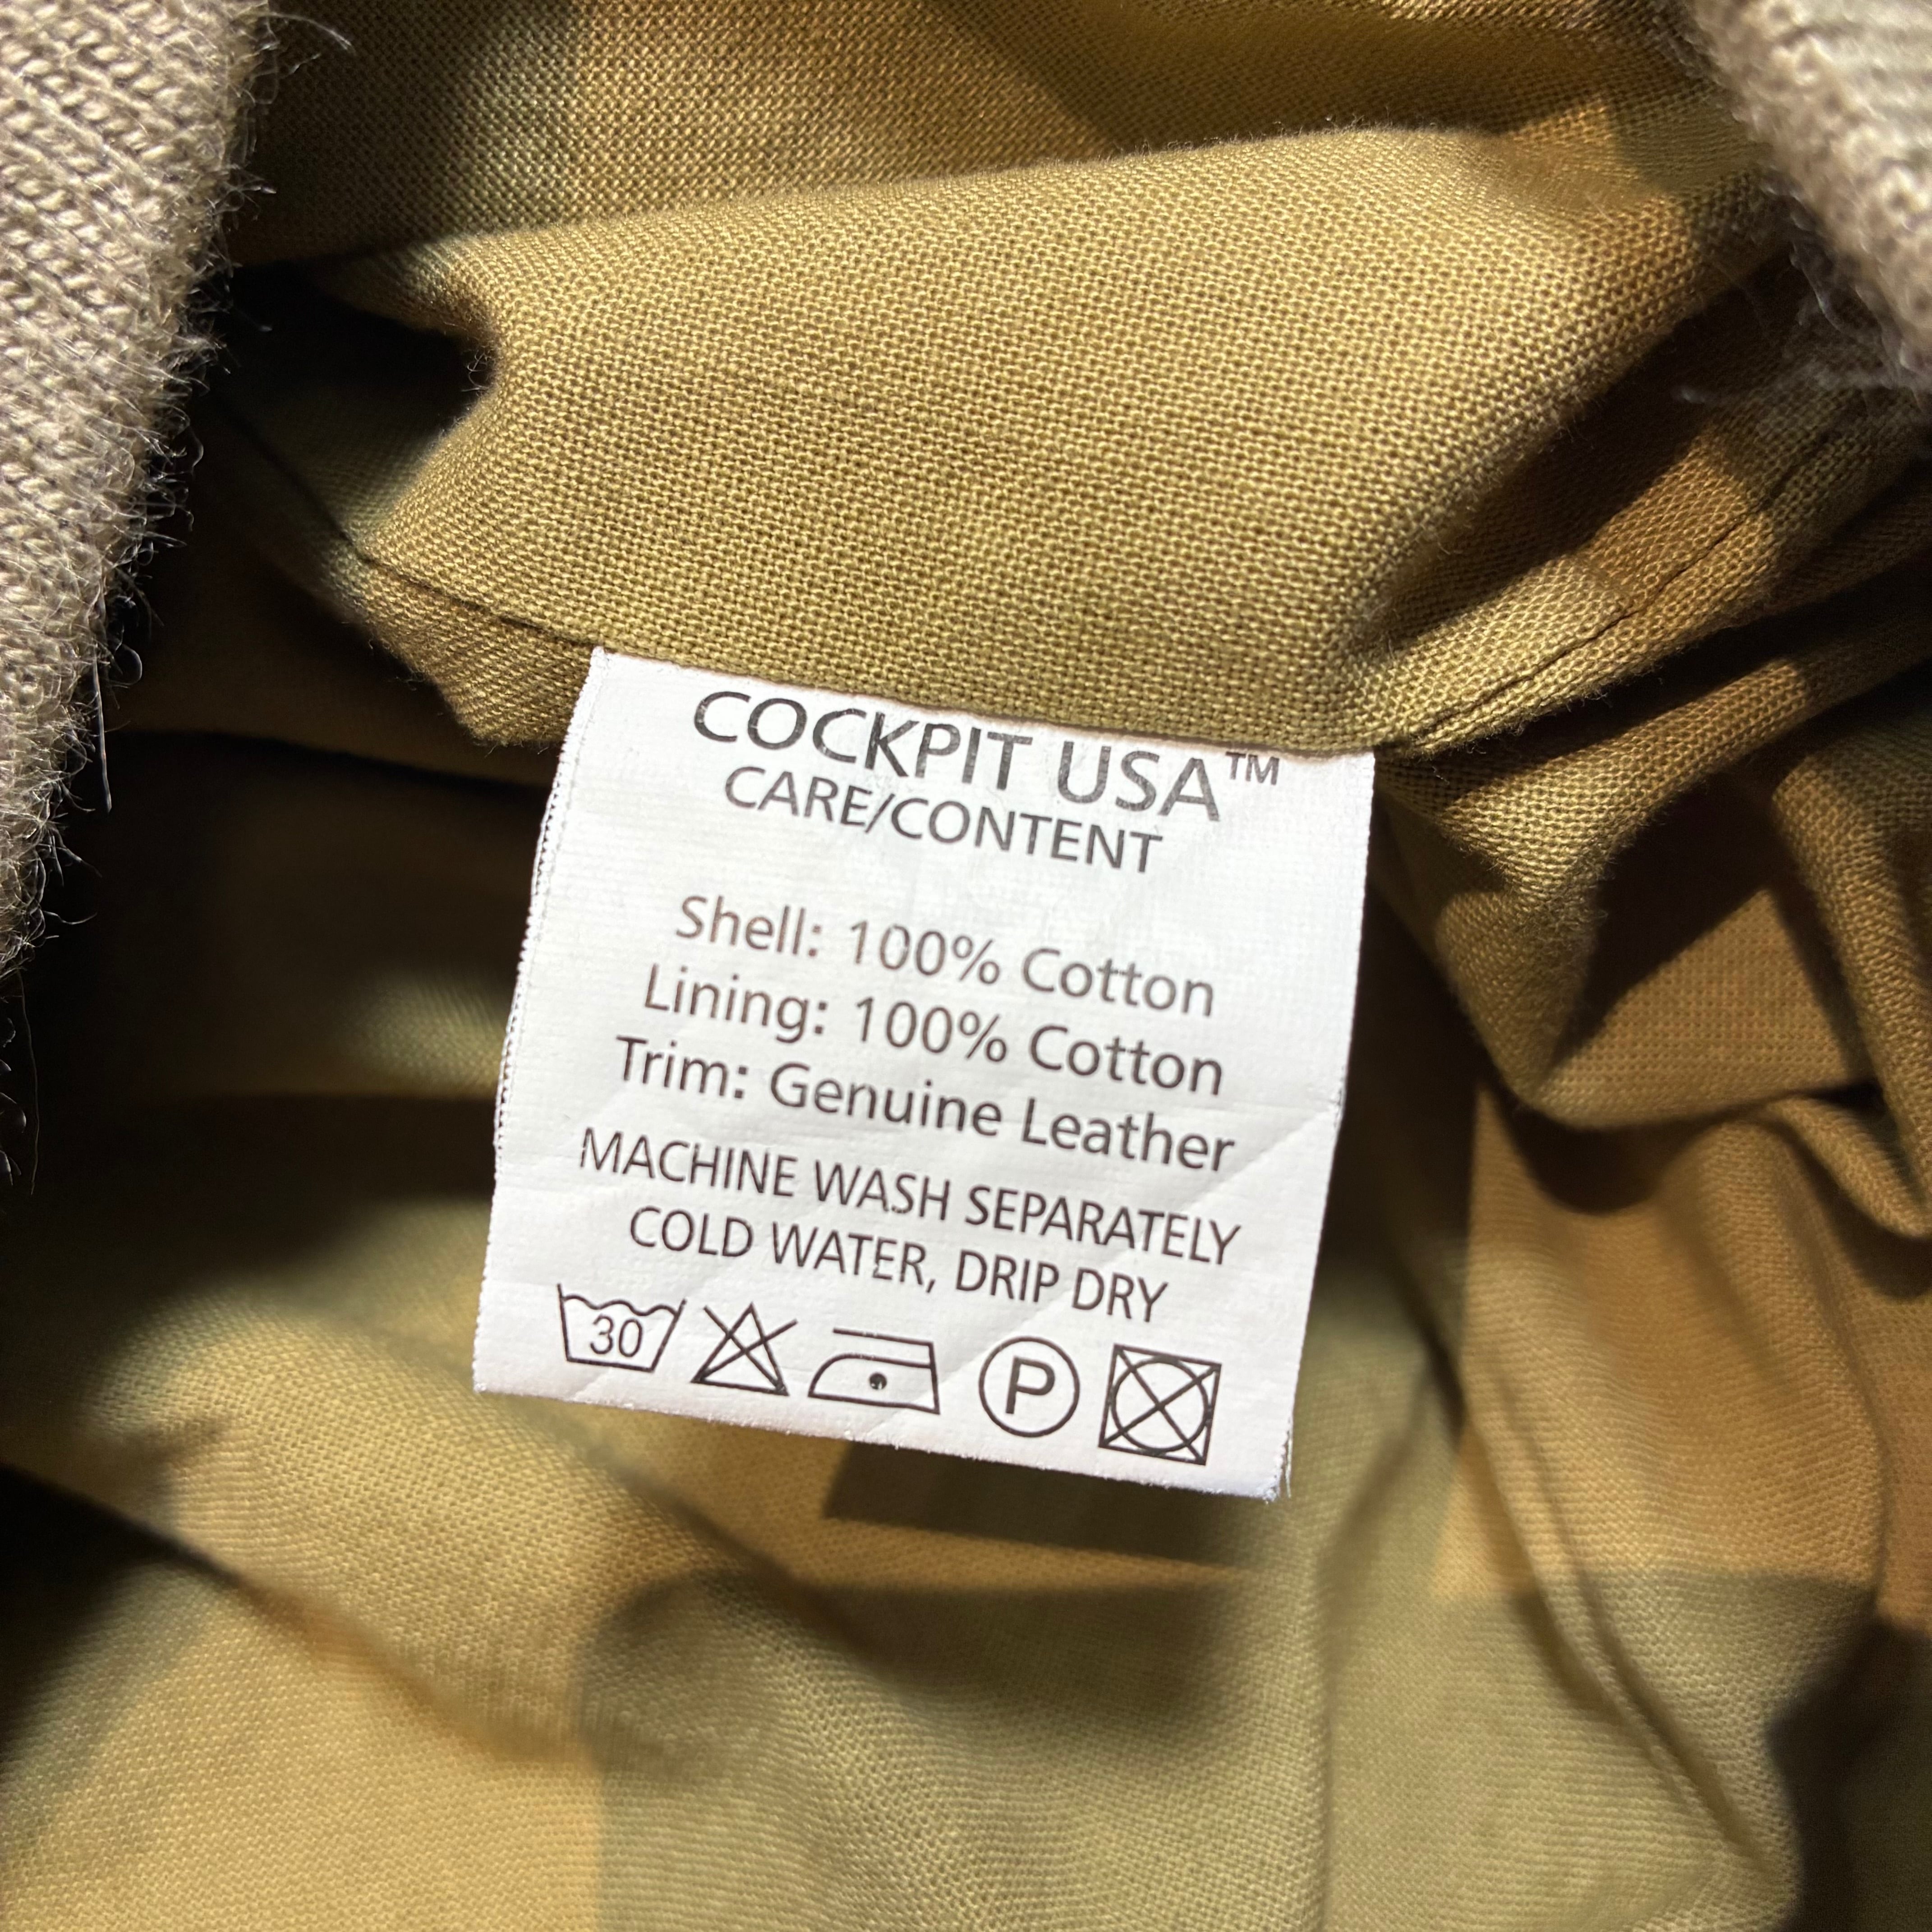 COCKPIT USA™
CARE/CONTENT
Shell: 100% Cotton
Lining: 100% Cotton
Trim: Genuine Leather
MACHINE WASH SEPARATELY
COLD WATER, DRIP DRY
30 P